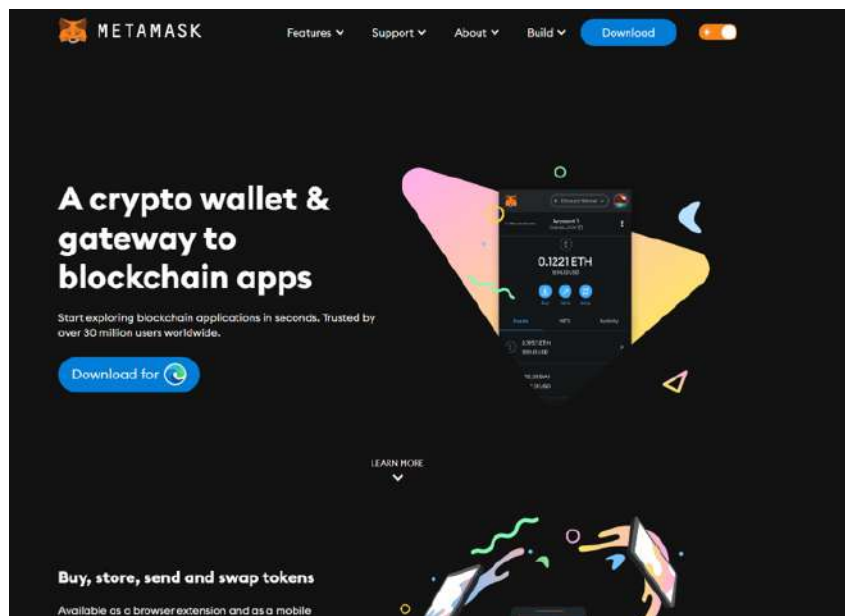 METAMASK
Features
Support
About
Build
Download
A crypto wallet &
gateway to
blockchain apps
Start exploring blockchain applications in seconds. Trusted by
over 30 million users worldwide.
Download for
0.1221 ETH
NFTs
Activity
LEARN MORE
Buy, store, send and swap tokens
Available as a browser extension and as a mobile